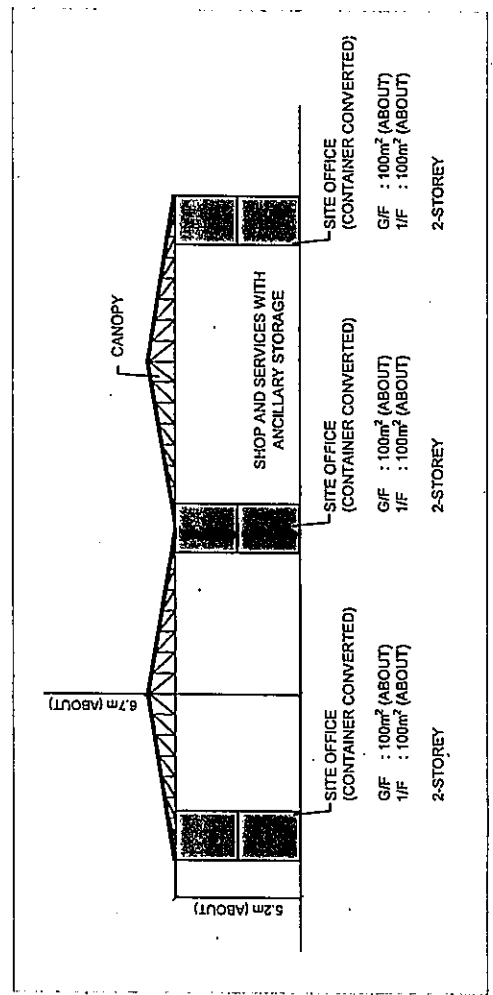 6.7m (ABOUT)
5.2m (ABOUT)
CANOPY
SHOP AND SERVICES WITH
ANCILLARY STORAGE
SITE OFFICE
(CONTAINER CONVERTED)
G/F : 100m² (ABOUT)
1/F : 100m² (ABOUT)
2-STOREY
SITE OFFICE
(CONTAINER CONVERTED)
G/F : 100m² (ABOUT)
1/F : 100m² (ABOUT)
2-STOREY
SITE OFFICE
(CONTAINER CONVERTED)
G/F : 100m² (ABOUT)
1/F : 100m² (ABOUT)
2-STOREY